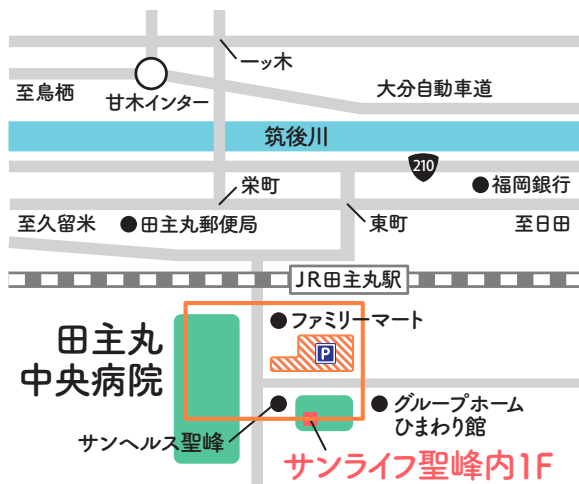 一ッ木
至鳥栖
甘木インター
大分自動車道
筑後川
210
栄町
福岡銀行
至久留米
田主丸郵便局
東町
至日田
JR田主丸駅
ファミリーマート
P
田主丸
中央病院
グループホーム
ひまわり館
サンヘルス聖峰
サンライフ聖峰内1F